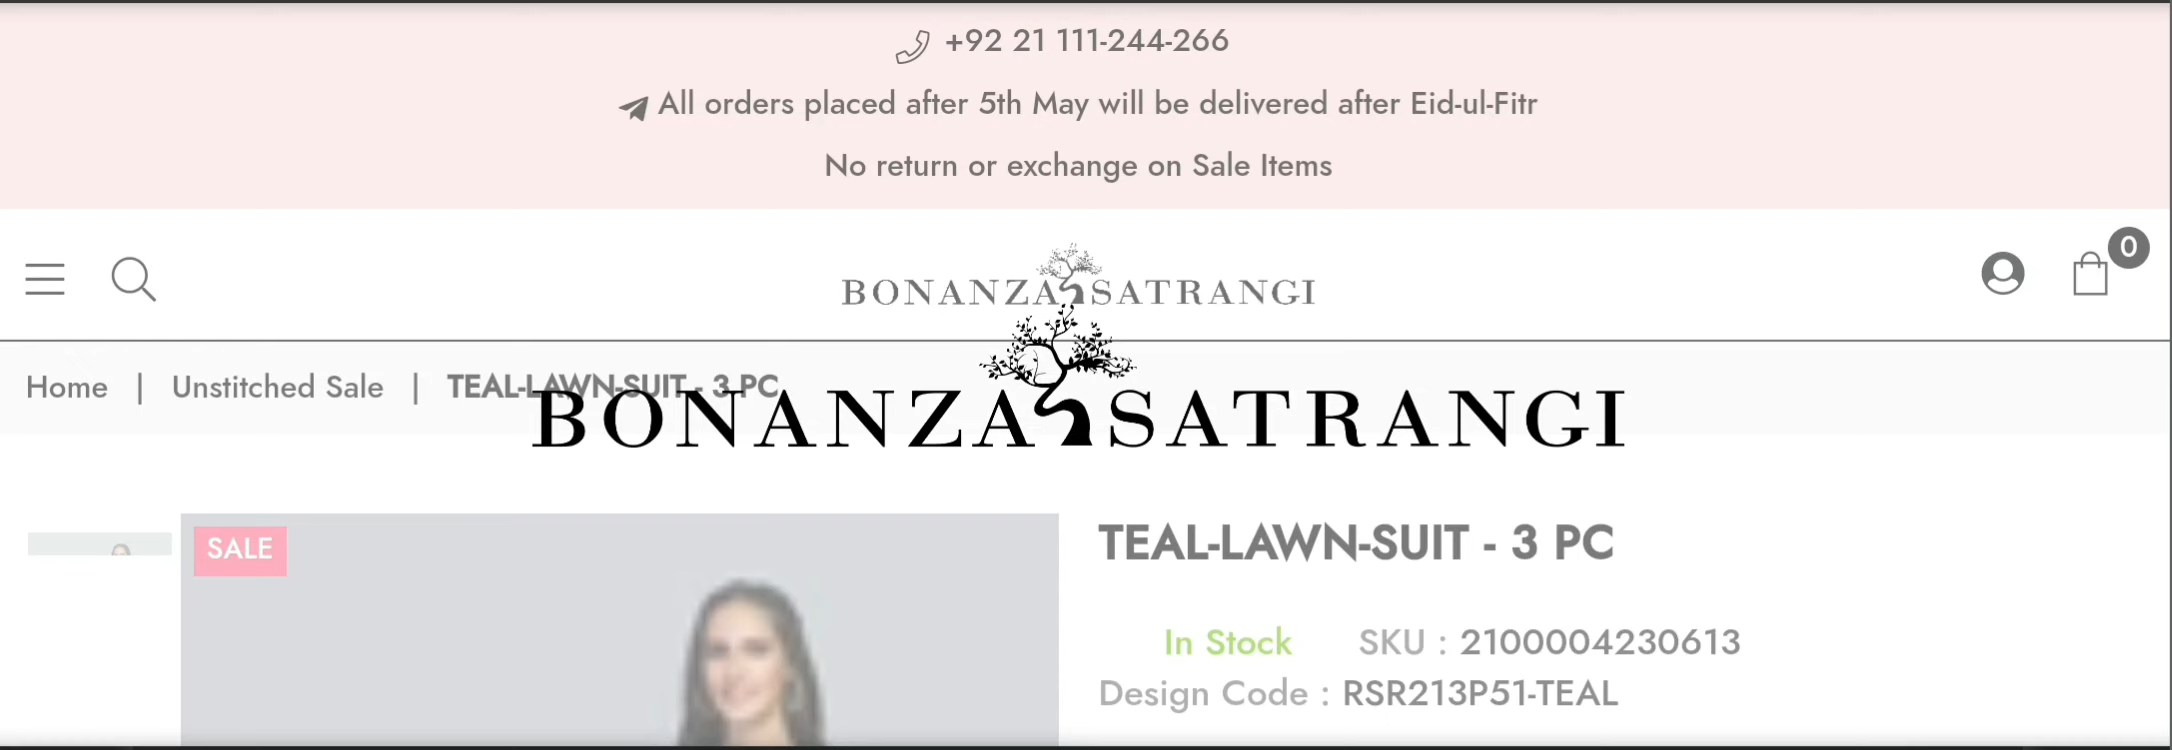 +92 21 111-244-266
All orders placed after 5th May will be delivered after Eid-ul-Fitr
No return or exchange on Sale Items
BONANZA SATRANGI
0
Home | Unstitched Sale | TEAL-LAWN-SUIT - 3 PC
BONANZA SATRANGI
SALE
TEAL-LAWN-SUIT - 3 PC
In Stock SKU : 2100004230613
Design Code : RSR213P51-TEAL